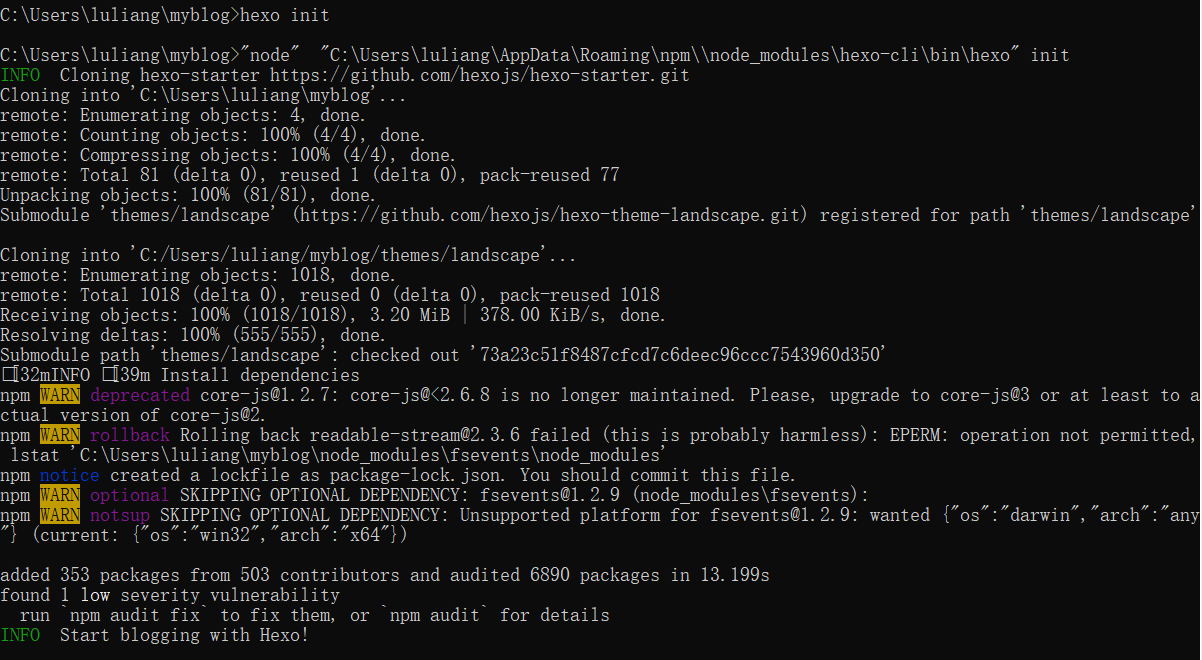 C:\Users\luliang\myblog>hexo init
C:\Users\luliang\myblog>"node"  "C:\Users\luliang\AppData\Roaming\npm\\node_modules\hexo-cli\bin\hexo" init
INFO  Cloning hexo-starter https://github.com/hexojs/hexo-starter.git
Cloning into 'C:\Users\luliang\myblog'...
remote: Enumerating objects: 4, done.
remote: Counting objects: 100% (4/4), done.
remote: Compressing objects: 100% (4/4), done.
remote: Total 81 (delta 0), reused 1 (delta 0), pack-reused 77
Unpacking objects: 100% (81/81), done.
Submodule 'themes/landscape' (https://github.com/hexojs/hexo-theme-landscape.git) registered for path 'themes/landscape'
Cloning into 'C:/Users/luliang/myblog/themes/landscape'...
remote: Enumerating objects: 1018, done.
remote: Total 1018 (delta 0), reused 0 (delta 0), pack-reused 1018
Receiving objects: 100% (1018/1018), 3.20 MiB | 378.00 KiB/s, done.
Resolving deltas: 100% (555/555), done.
Submodule path 'themes/landscape': checked out '73a23c51f8487cfcd7c6deec96ccc7543960d350'
[32mINFO [39m Install dependencies
npm WARN deprecated core-js@1.2.7: core-js@<2.6.8 is no longer maintained. Please, upgrade to core-js@3 or at least to a
ctual version of core-js@2.
npm WARN rollback Rolling back readable-stream@2.3.6 failed (this is probably harmless): EPERM: operation not permitted,
 lstat 'C:\Users\luliang\myblog\node_modules\fsevents\node_modules'
npm notice created a lockfile as package-lock.json. You should commit this file.
npm WARN optional SKIPPING OPTIONAL DEPENDENCY: fsevents@1.2.9 (node_modules\fsevents):
npm WARN notsup SKIPPING OPTIONAL DEPENDENCY: Unsupported platform for fsevents@1.2.9: wanted {"os":"darwin","arch":"any
"} (current: {"os":"win32","arch":"x64"})
added 353 packages from 503 contributors and audited 6890 packages in 13.199s
found 1 low severity vulnerability
  run `npm audit fix` to fix them, or `npm audit` for details
INFO  Start blogging with Hexo!